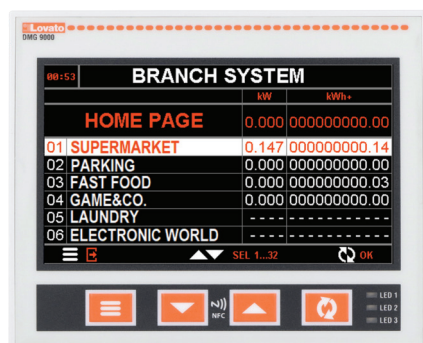 Lovato
DMG 9000
00:53 BRANCH SYSTEM
kW kWh+
HOME PAGE 0.000 000000000.00
01 SUPERMARKET 0.147 000000000.14
02 PARKING 0.000 000000000.00
03 FAST FOOD 0.000 000000000.03
04 GAME&CO. 0.000 000000000.00
05 LAUNDRY ---- ------------
06 ELECTRONIC WORLD ---- ------------
SEL 1...32 OK
NFC
LED 1
LED 2
LED 3